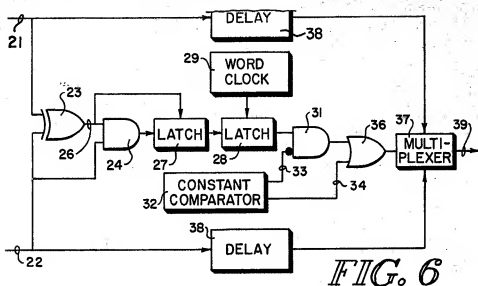 21
DELAY
38
29
WORD
CLOCK
23
26
24
LATCH
27
LATCH
28
31
33
36
34
37
MULTI-
PLEXER
39
32
CONSTANT
COMPARATOR
22
38
DELAY
FIG. 6